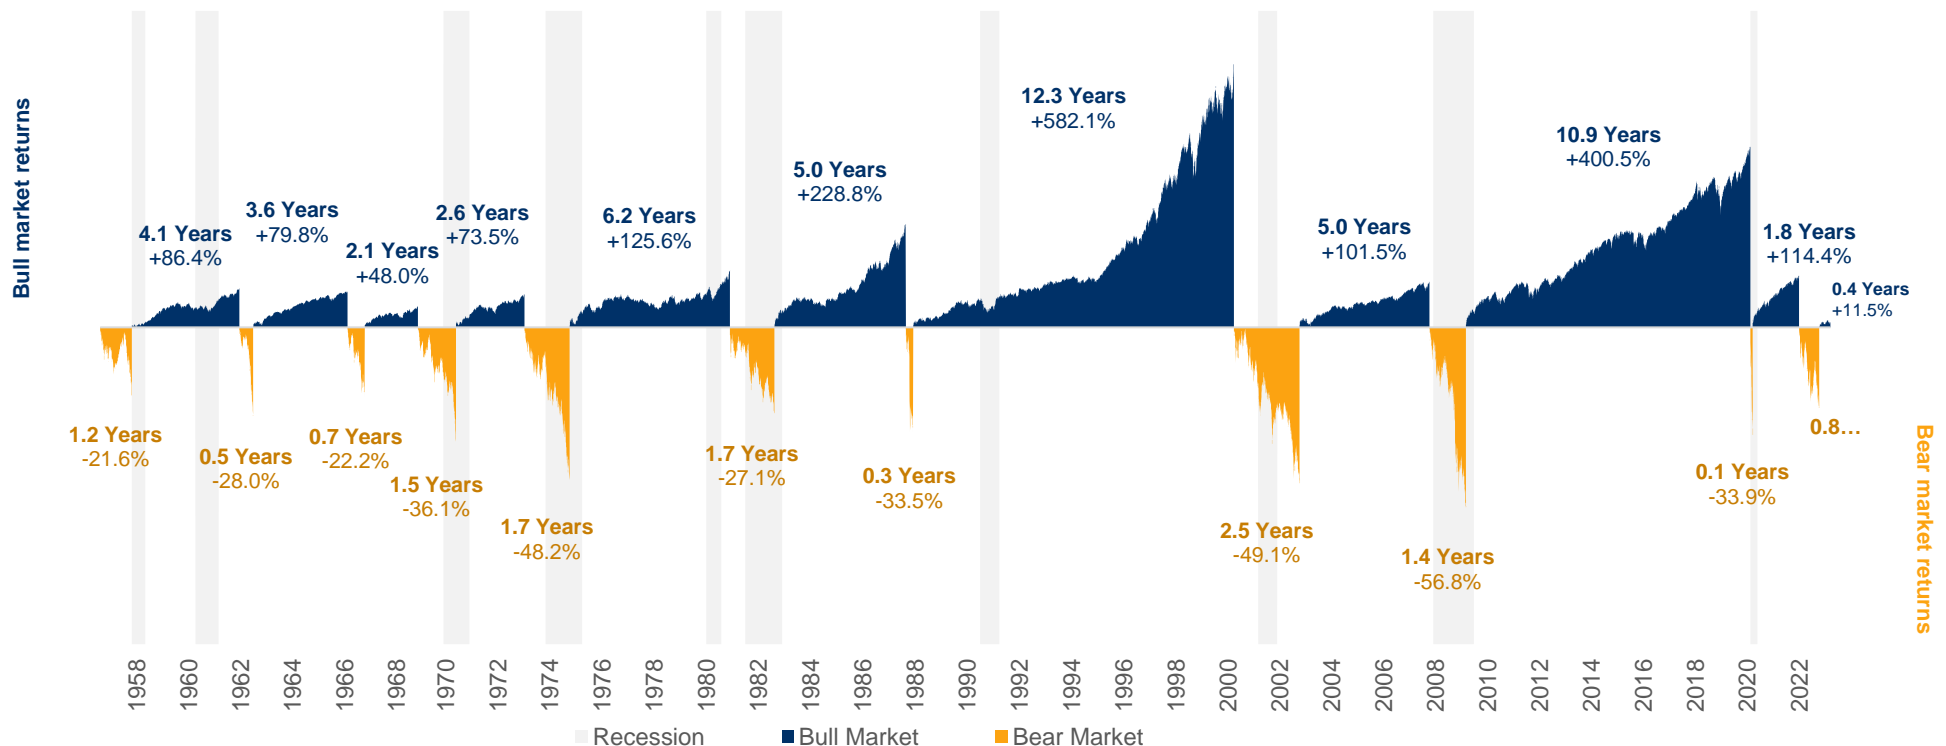 Bull market returns
4.1 Years
+86.4%
3.6 Years
+79.8%
2.1 Years
+48.0%
2.6 Years
+73.5%
6.2 Years
+125.6%
5.0 Years
+228.8%
12.3 Years
+582.1%
5.0 Years
+101.5%
10.9 Years
+400.5%
1.8 Years
+114.4%
0.4 Years
+11.5%
1.2 Years
-21.6%
0.5 Years
-28.0%
0.7 Years
-22.2%
1.5 Years
-36.1%
1.7 Years
-48.2%
1.7 Years
-27.1%
0.3 Years
-33.5%
2.5 Years
-49.1%
1.4 Years
-56.8%
0.1 Years
-33.9%
0.8...
Bear market returns
1958
1960
1962
1964
1966
1968
1970
1972
1974
1976
1978
1980
1982
1984
1986
1988
1990
1992
1994
1996
1998
2000
2002
2004
2006
2008
2010
2012
2014
2016
2018
2020
2022
Recession
Bull Market
Bear Market